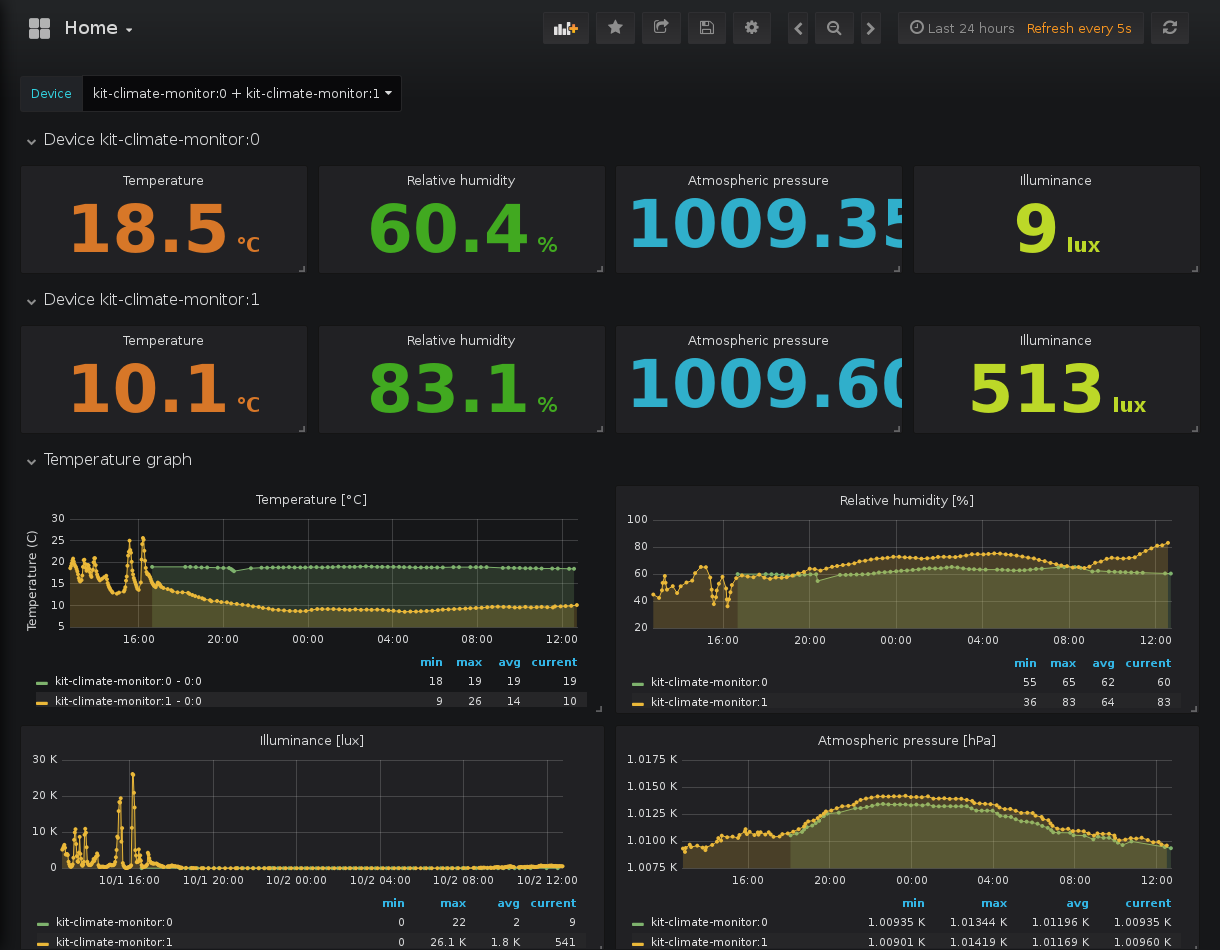 Home
Last 24 hours Refresh every 5s
Device kit-climate-monitor:0 + kit-climate-monitor:1
Device kit-climate-monitor:0
Temperature Relative humidity Atmospheric pressure Illuminance
18.5 °C 60.4 % 1009.35 9 lux
Device kit-climate-monitor:1
Temperature Relative humidity Atmospheric pressure Illuminance
10.1 °C 83.1 % 1009.60 513 lux
Temperature graph
Temperature [°C]
Temperature (C)
30
25
20
15
10
5
16:00 20:00 00:00 04:00 08:00 12:00
min max avg current
kit-climate-monitor:0 - 0:0 18 19 19 19
kit-climate-monitor:1 - 0:0 9 26 14 10
Relative humidity [%]
100
80
60
40
20
16:00 20:00 00:00 04:00 08:00 12:00
min max avg current
kit-climate-monitor:0 55 65 62 60
kit-climate-monitor:1 36 83 64 83
Illuminance [lux]
30 K
20 K
10 K
0
10/1 16:00 10/1 20:00 10/2 00:00 10/2 04:00 10/2 08:00 10/2 12:00
min max avg current
kit-climate-monitor:0 0 22 2 9
kit-climate-monitor:1 0 26.1 K 1.8 K 541
Atmospheric pressure [hPa]
1.0175 K
1.0150 K
1.0125 K
1.0100 K
1.0075 K
16:00 20:00 00:00 04:00 08:00 12:00
min max avg current
kit-climate-monitor:0 1.00935 K 1.01344 K 1.01196 K 1.00935 K
kit-climate-monitor:1 1.00901 K 1.01419 K 1.01169 K 1.00960 K